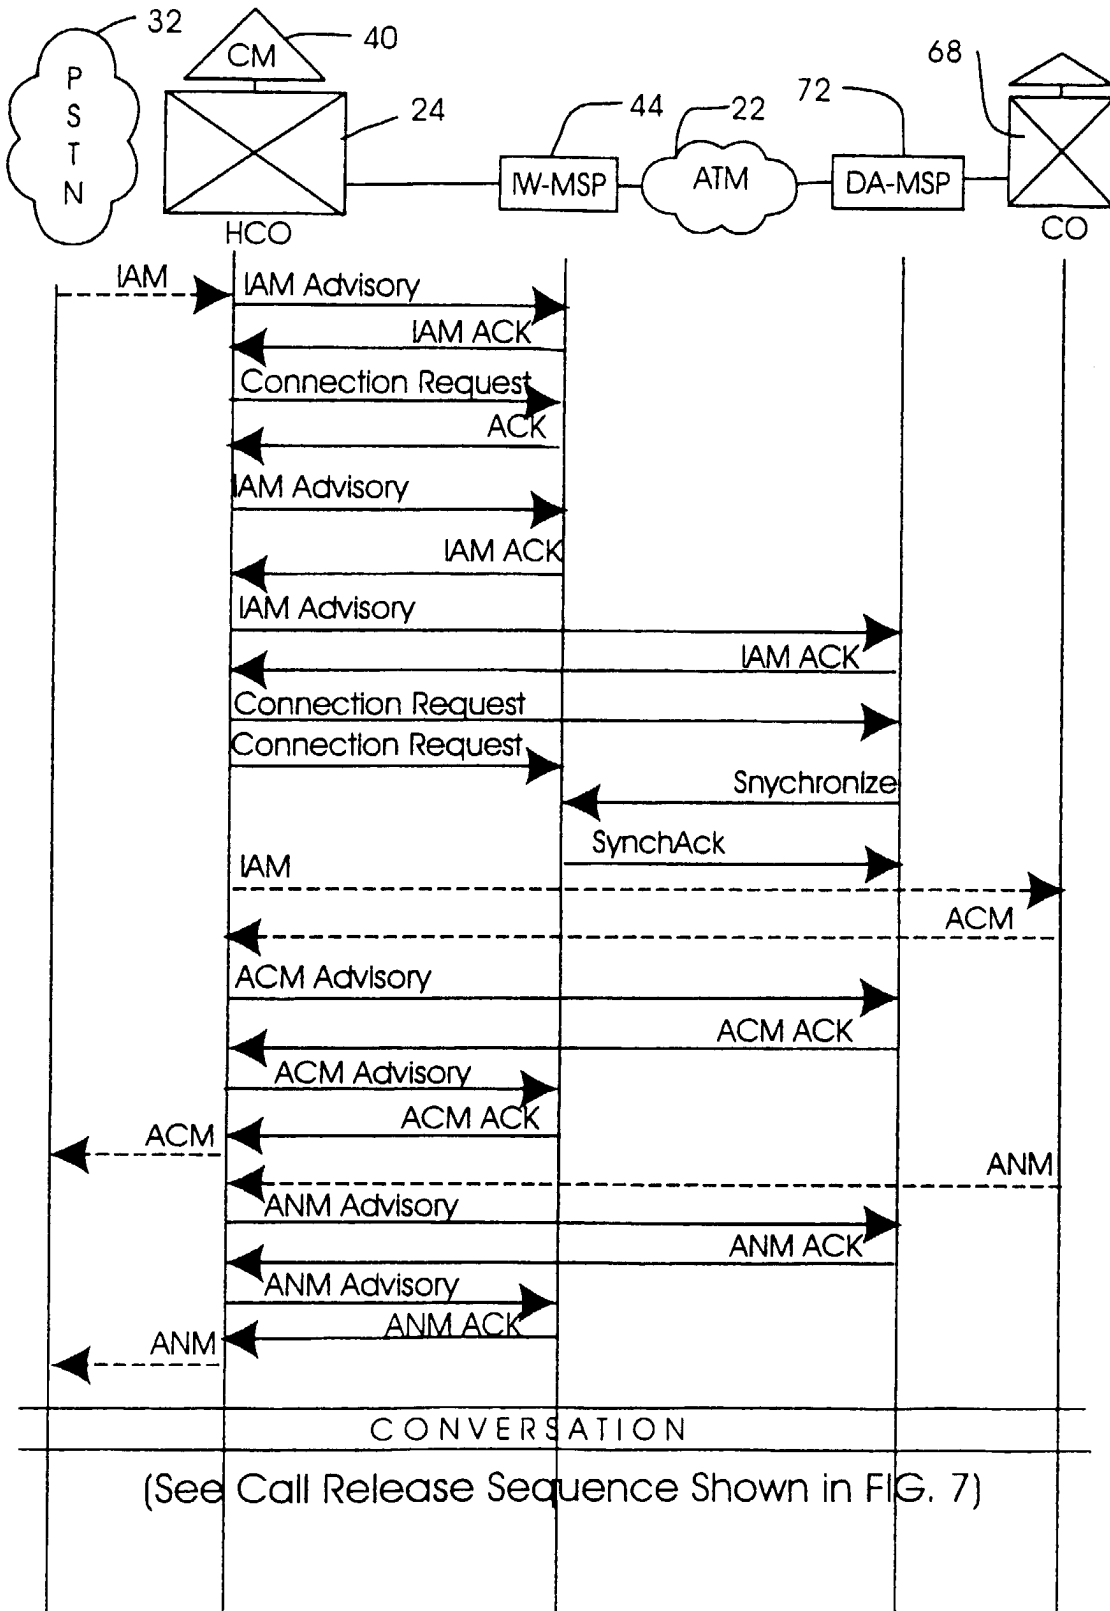 32
CM
40
68
PSTN
24
44
22
72
IW-MSP
ATM
DA-MSP
HCO
CO
IAM
IAM Advisory
IAM ACK
Connection Request
ACK
IAM Advisory
IAM ACK
IAM Advisory
IAM ACK
Connection Request
Connection Request
Snychronize
SynchAck
IAM
ACM
ACM Advisory
ACM ACK
ACM Advisory
ACM ACK
ACM
ANM
ANM Advisory
ANM ACK
ANM Advisory
ANM ACK
ANM
CONVERSATION
(See Call Release Sequence Shown in FIG. 7)